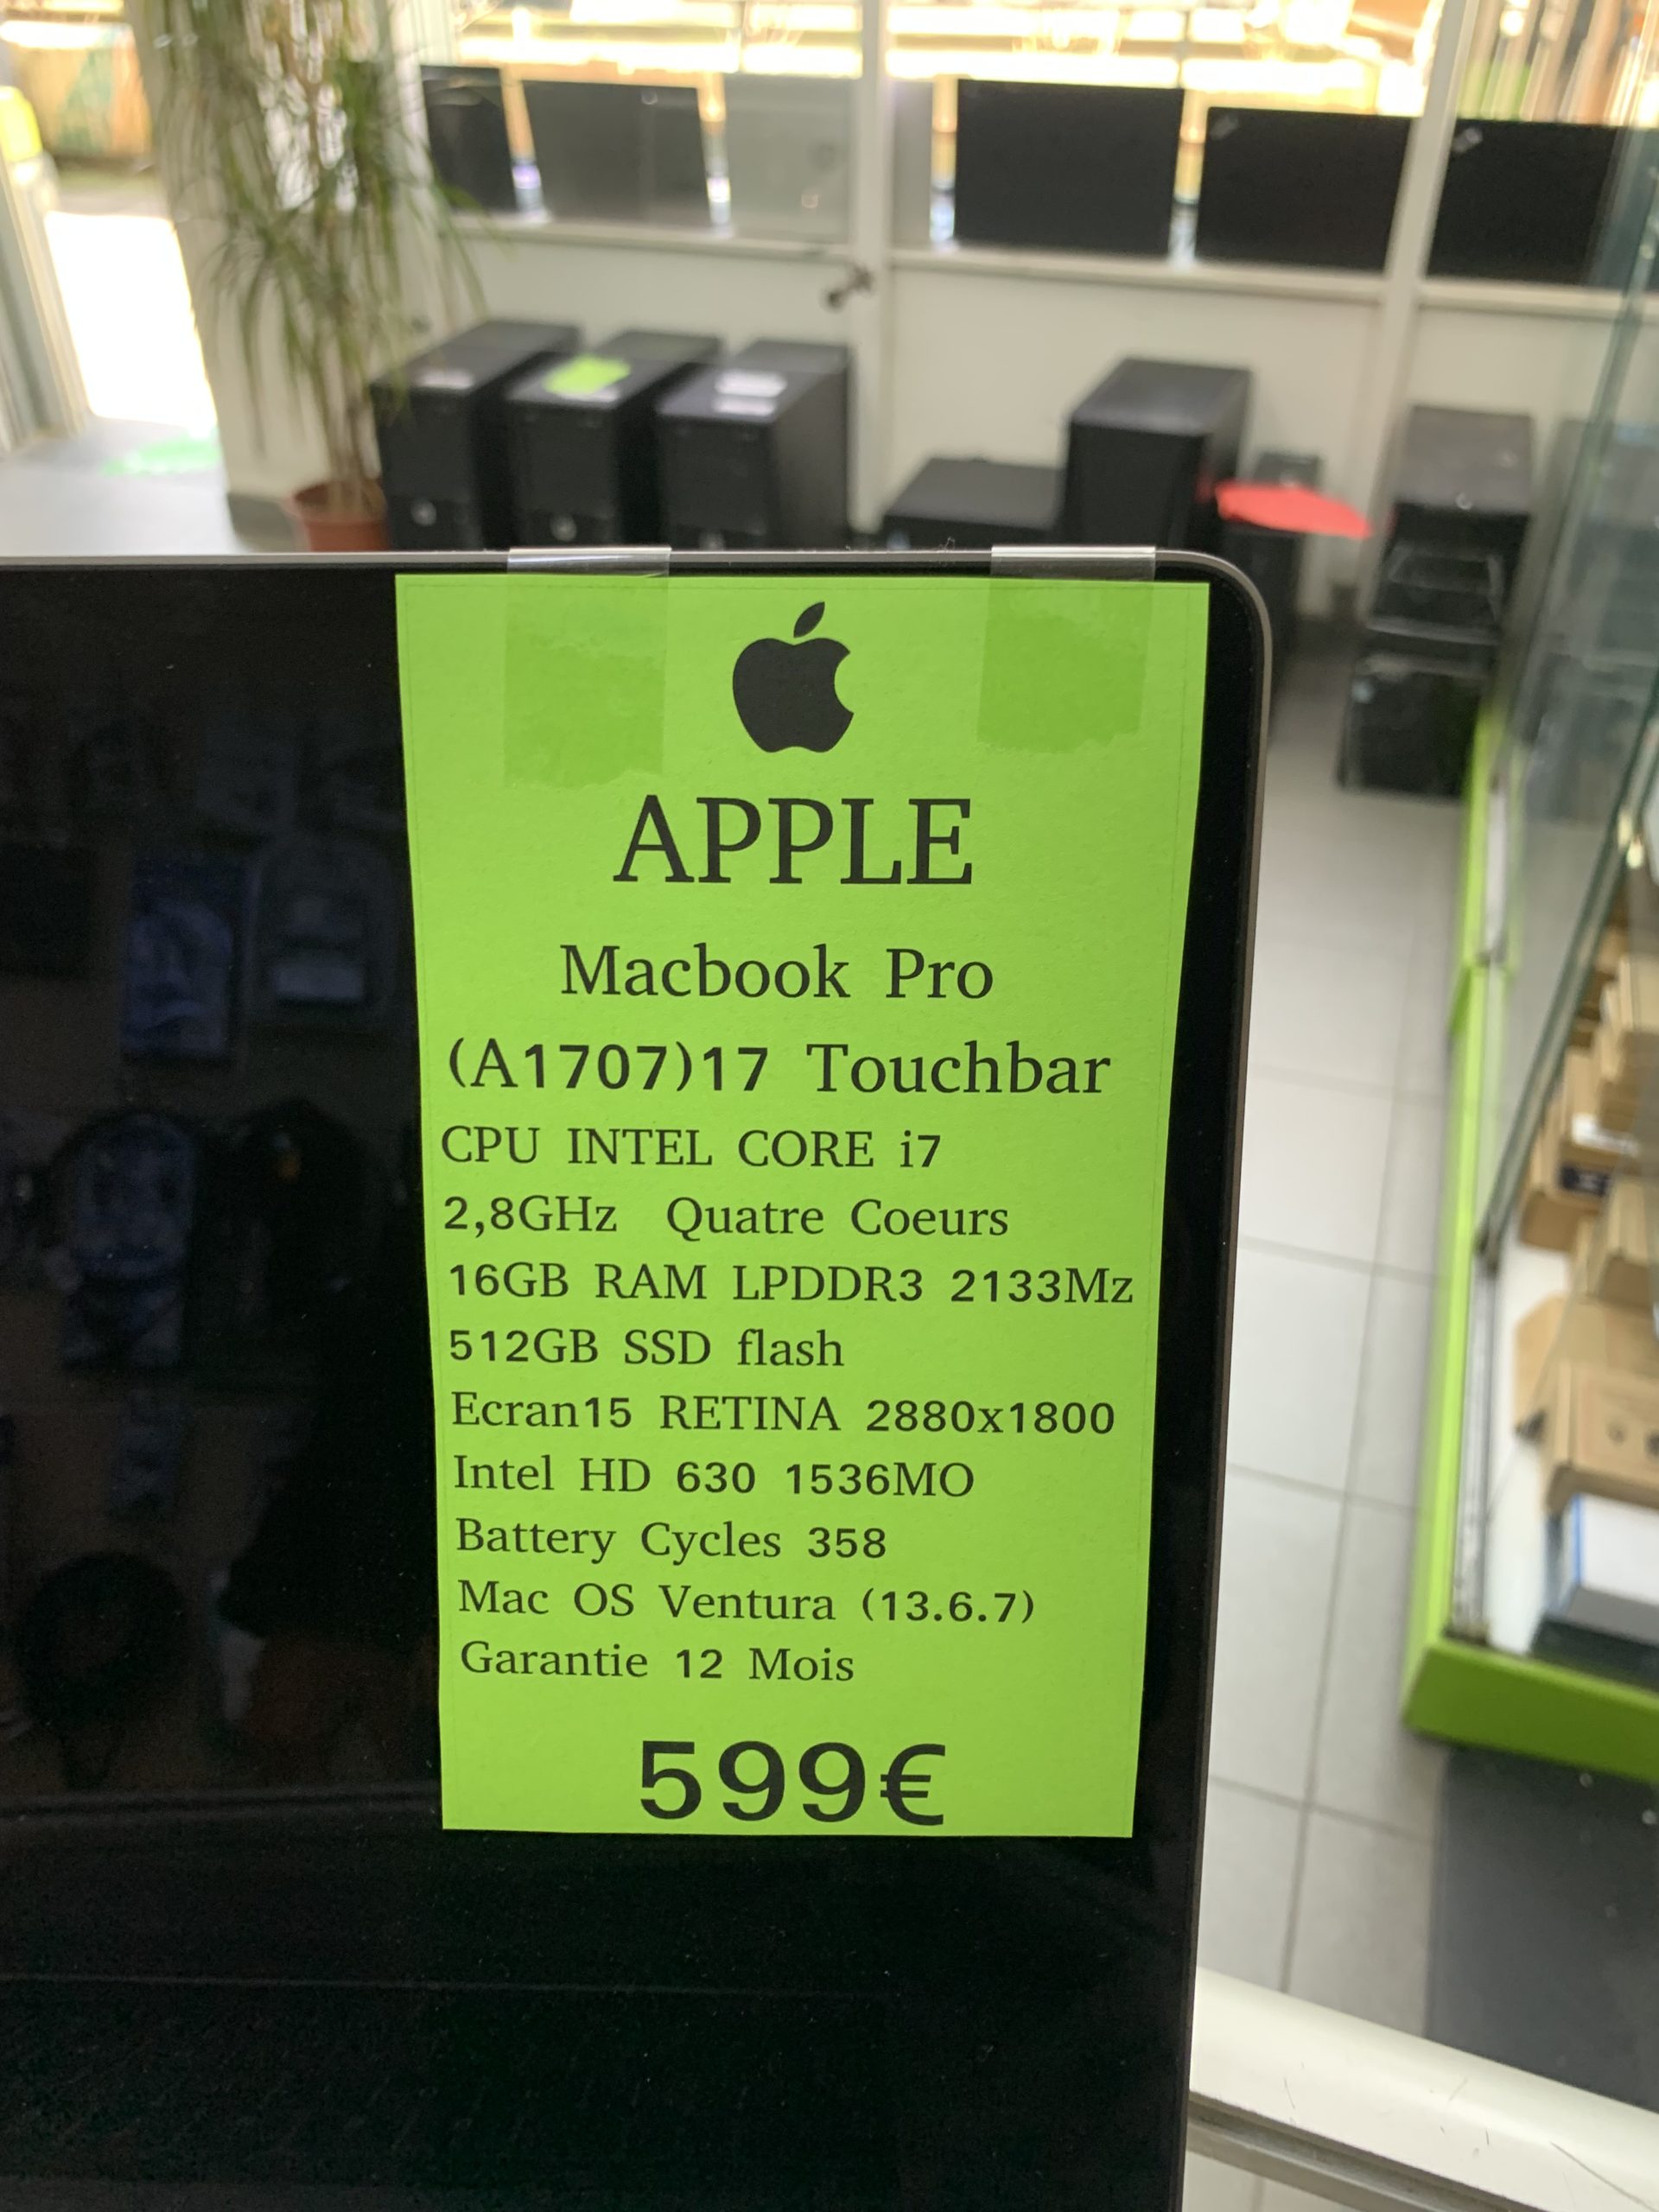 APPLE
Macbook Pro
(A1707)17 Touchbar
CPU INTEL CORE i7
2,8GHz Quatre Coeurs
16GB RAM LPDDR3 2133Mz
512GB SSD flash
Ecran15 RETINA 2880x1800
Intel HD 630 1536MO
Battery Cycles 358
Mac OS Ventura (13.6.7)
Garantie 12 Mois
599€